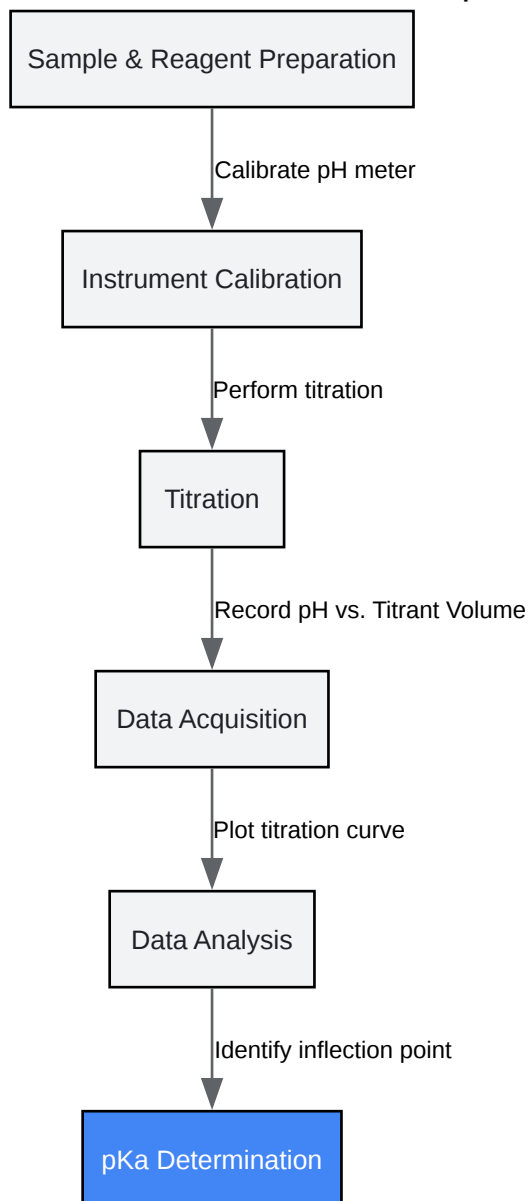 Sample & Reagent Preparation
Calibrate pH meter
Instrument Calibration
Perform titration
Titration
Record pH vs. Titrant Volume
Data Acquisition
Plot titration curve
Data Analysis
Identify inflection point
pKa Determination